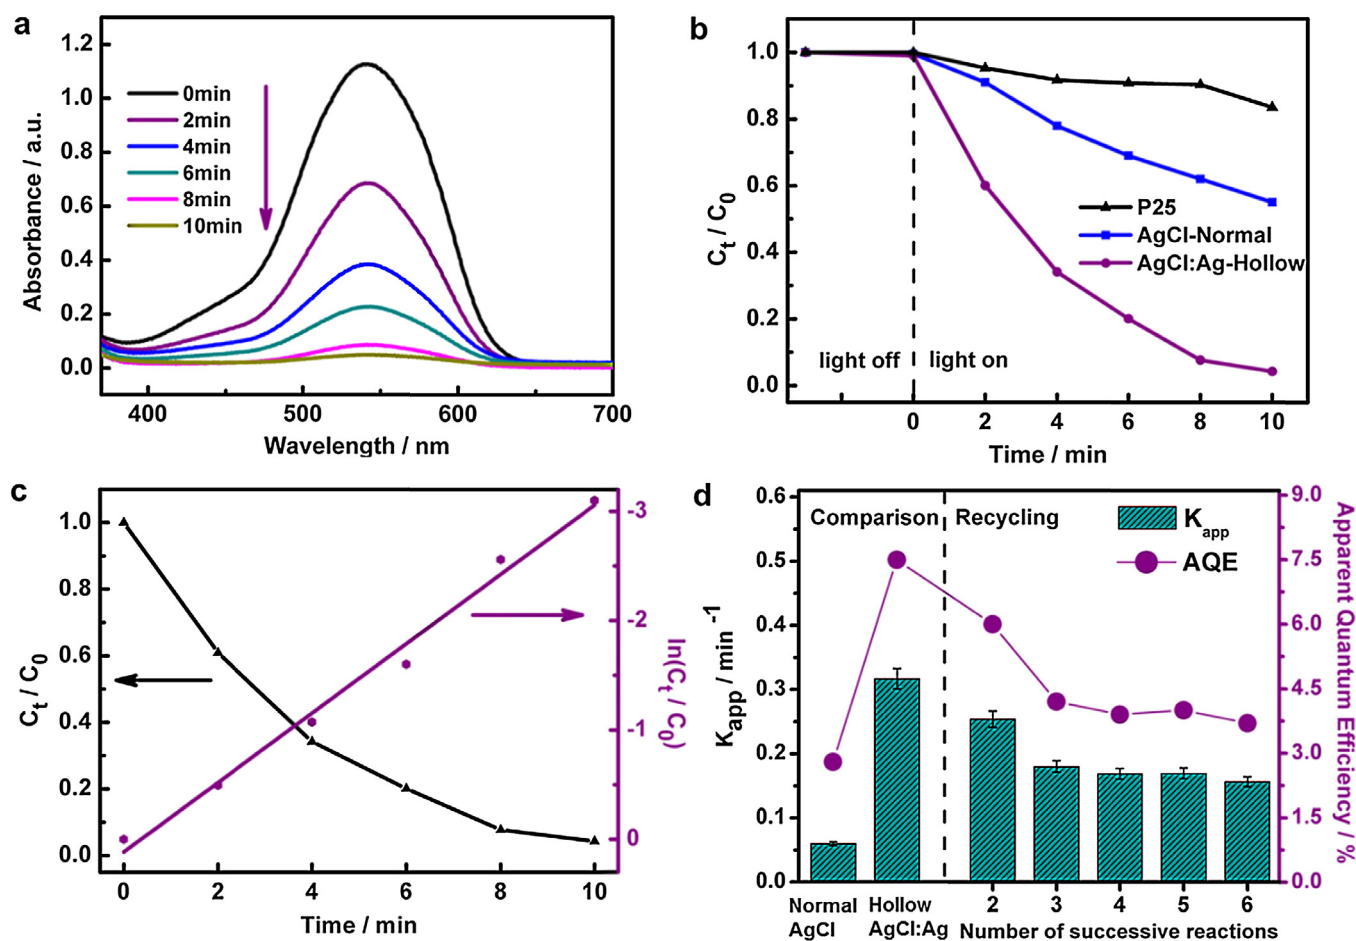 a
1.2
1.0
0.8
0.6
0.4
0.2
0.0
Absorbance / a.u.
0min
2min
4min
6min
8min
10min
400 500 600 700
Wavelength / nm
b
1.0
0.8
0.6
0.4
0.2
0.0
Ct / C0
P25
AgCl-Normal
AgCl:Ag-Hollow
light off
light on
0 2 4 6 8 10
Time / min
c
1.0
0.8
0.6
0.4
0.2
0.0
Ct / C0
-3
-2
-1
0
ln(Ct / C0)
0 2 4 6 8 10
Time / min
d
0.6
0.5
0.4
0.3
0.2
0.1
0.0
Kapp / min-1
Comparison
Recycling
Kapp
AQE
9.0
7.5
6.0
4.5
3.0
1.5
0.0
Apparent Quantum Efficiency / %
Normal
AgCl
Hollow
AgCl:Ag
2 3 4 5 6
Number of successive reactions